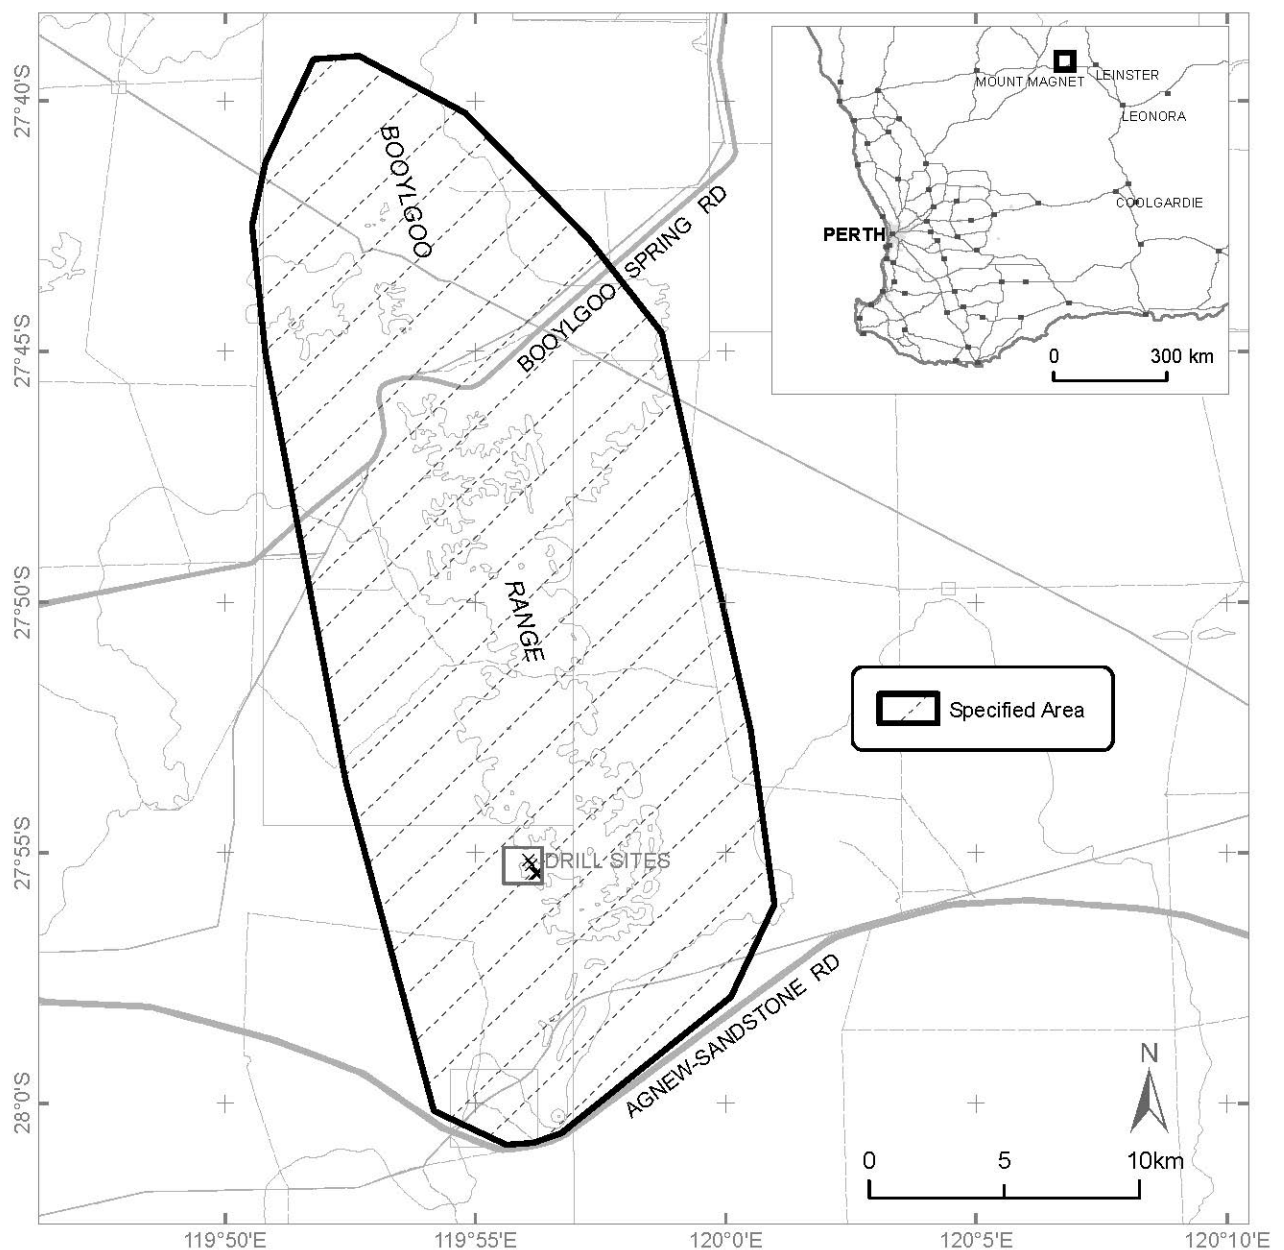 27°40'S
27°45'S
27°50'S
27°55'S
28°0'S
BOOYLGOO
RANGE
BOOYLGOO SPRING RD
DRILL SITES
AGNEW-SANDSTONE RD
MOUNT MAGNET
LEINSTER
LEONORA
COOLGARDIE
PERTH
0 300 km
Specified Area
N
0 5 10km
119°50'E 119°55'E 120°0'E 120°5'E 120°10'E